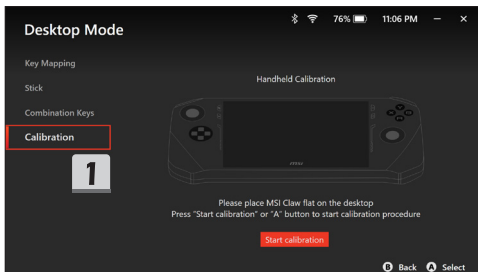 Desktop Mode
76% 11:06 PM
Key Mapping
Stick
Combination Keys
Calibration
1
Handheld Calibration
Please place MSI Claw flat on the desktop
Press "Start calibration" or "A" button to start calibration procedure
Start calibration
B Back A Select